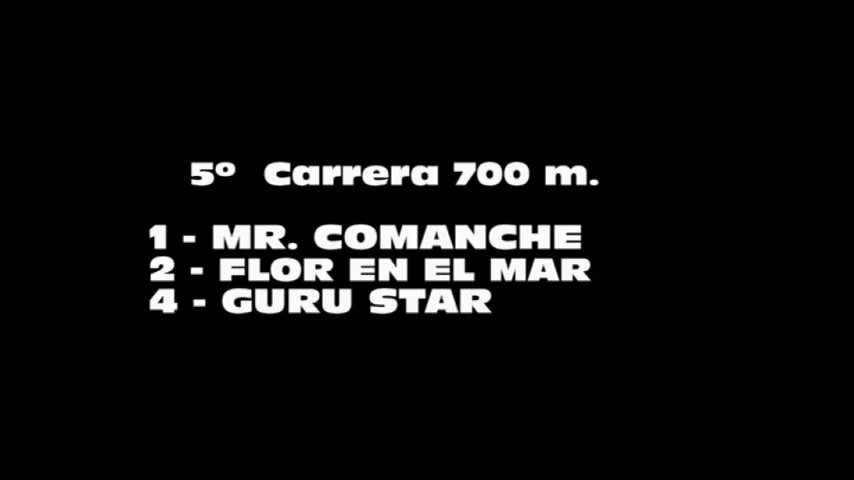 5º Carrera 700 m.
1 - MR. COMANCHE
2 - FLOR EN EL MAR
4 - GURU STAR